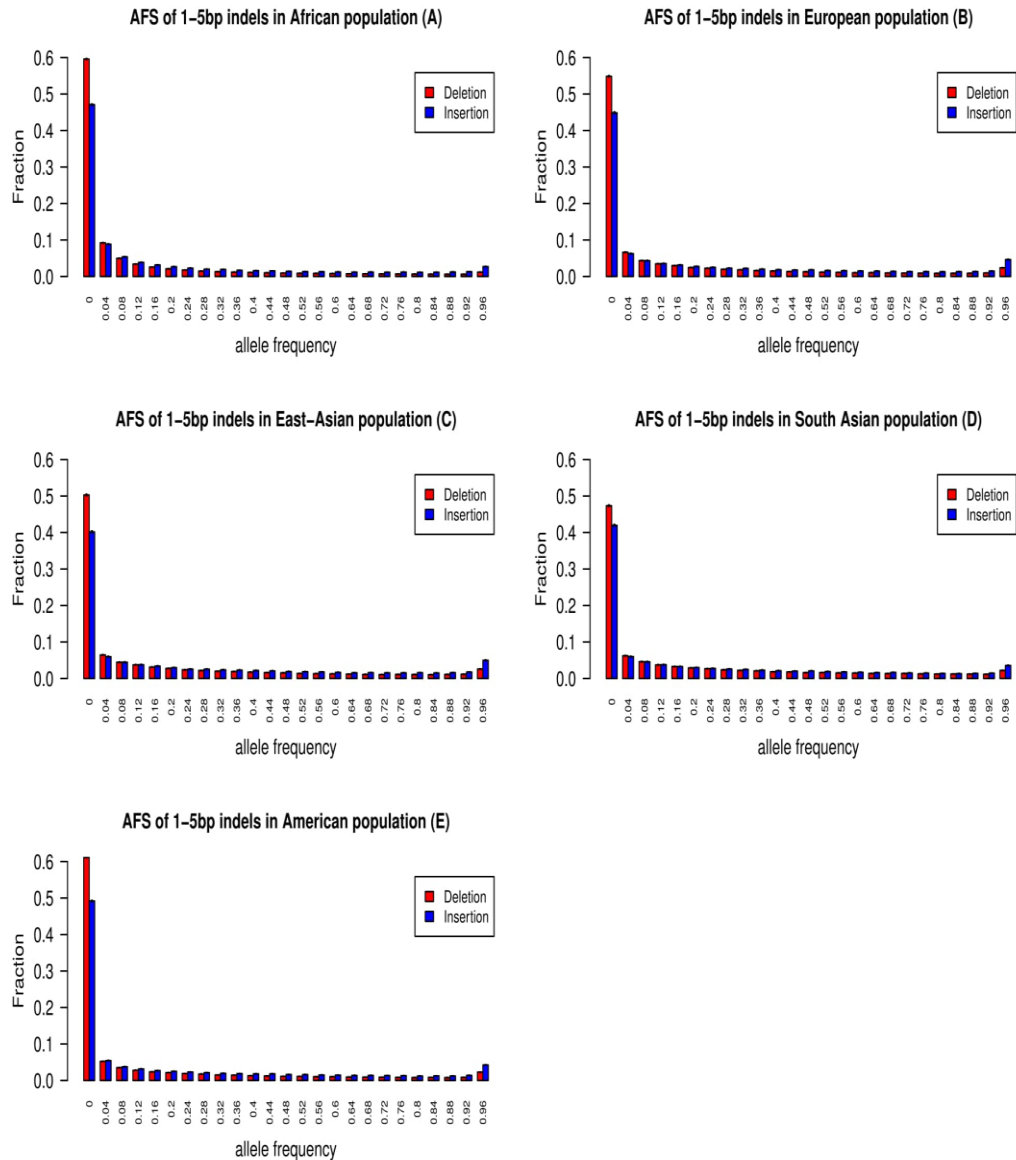 AFS of 1−5bp indels in African population (A)
Fraction
0.6
0.5
0.4
0.3
0.2
0.1
0.0
Deletion
Insertion
0 0.04 0.08 0.12 0.16 0.2 0.24 0.28 0.32 0.36 0.4 0.44 0.48 0.52 0.56 0.6 0.64 0.68 0.72 0.76 0.8 0.84 0.88 0.92 0.96
allele frequency
AFS of 1−5bp indels in European population (B)
Fraction
0.6
0.5
0.4
0.3
0.2
0.1
0.0
Deletion
Insertion
0 0.04 0.08 0.12 0.16 0.2 0.24 0.28 0.32 0.36 0.4 0.44 0.48 0.52 0.56 0.6 0.64 0.68 0.72 0.76 0.8 0.84 0.88 0.92 0.96
allele frequency
AFS of 1−5bp indels in East−Asian population (C)
Fraction
0.6
0.5
0.4
0.3
0.2
0.1
0.0
Deletion
Insertion
0 0.04 0.08 0.12 0.16 0.2 0.24 0.28 0.32 0.36 0.4 0.44 0.48 0.52 0.56 0.6 0.64 0.68 0.72 0.76 0.8 0.84 0.88 0.92 0.96
allele frequency
AFS of 1−5bp indels in South Asian population (D)
Fraction
0.6
0.5
0.4
0.3
0.2
0.1
0.0
Deletion
Insertion
0 0.04 0.08 0.12 0.16 0.2 0.24 0.28 0.32 0.36 0.4 0.44 0.48 0.52 0.56 0.6 0.64 0.68 0.72 0.76 0.8 0.84 0.88 0.92 0.96
allele frequency
AFS of 1−5bp indels in American population (E)
Fraction
0.6
0.5
0.4
0.3
0.2
0.1
0.0
Deletion
Insertion
0 0.04 0.08 0.12 0.16 0.2 0.24 0.28 0.32 0.36 0.4 0.44 0.48 0.52 0.56 0.6 0.64 0.68 0.72 0.76 0.8 0.84 0.88 0.92 0.96
allele frequency